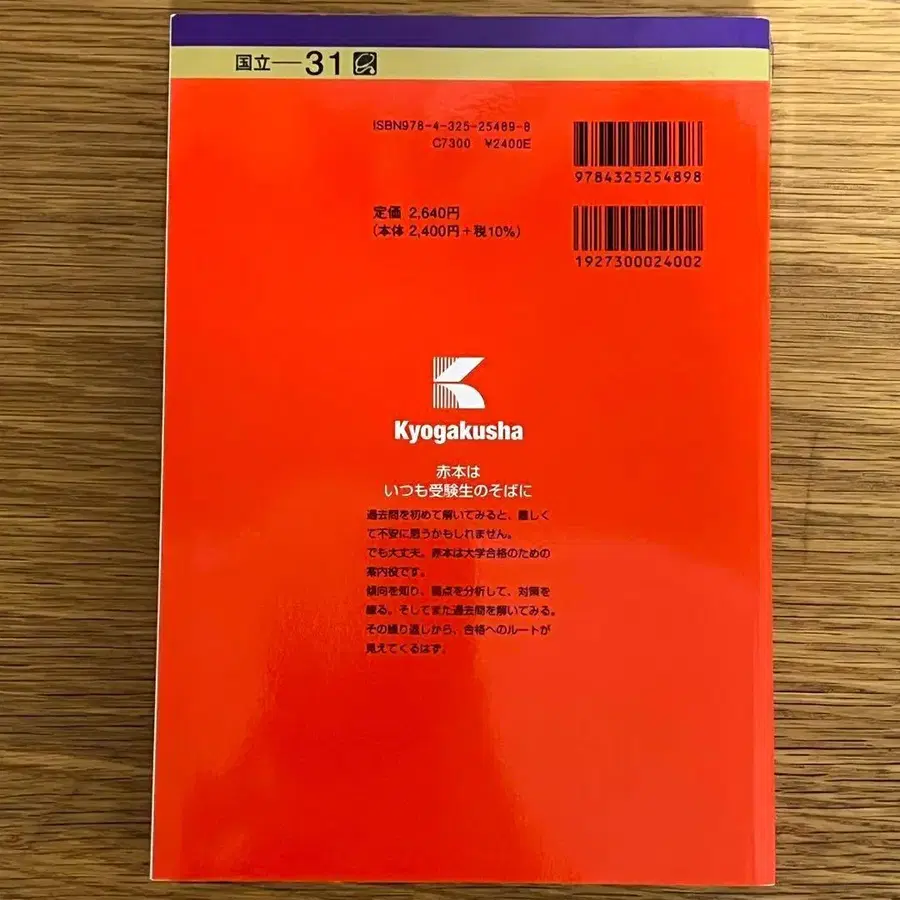 国立―31
ISBN978-4-325-25489-8
C7300 ¥2400E
9784325254898
定価 2,640円
(本体 2,400円+税10%)
1927300024002
Kyogakusha
赤本は
いつも受験生のそばに
過去問を初めて解いてみると、難しく
て不安に思うかもしれません。
でも大丈夫。赤本は大学合格のための
案内役です。
傾向を知り、弱点を分析して、対策を
練る。そしてまた過去問を解いてみる。
その繰り返しから、合格へのルートが
見えてくるはず。